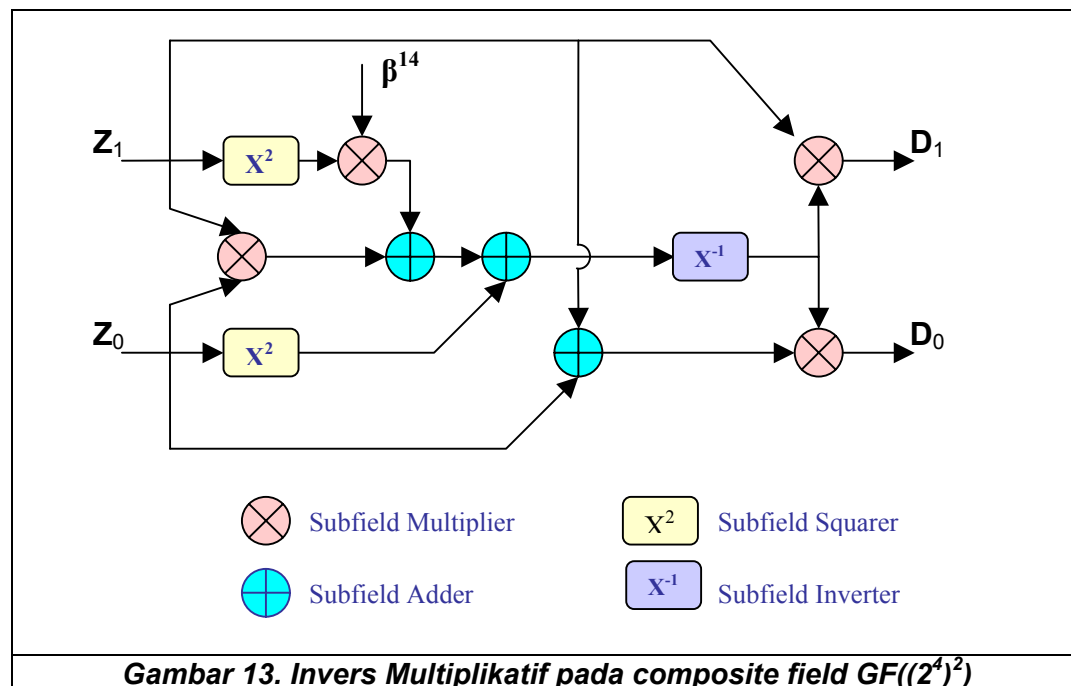 β¹⁴
Z₁
X²
D₁
X⁻¹
Z₀
X²
D₀
Subfield Multiplier
X² Subfield Squarer
Subfield Adder
X⁻¹ Subfield Inverter
Gambar 13. Invers Multiplikatif pada composite field GF((2⁴)²)